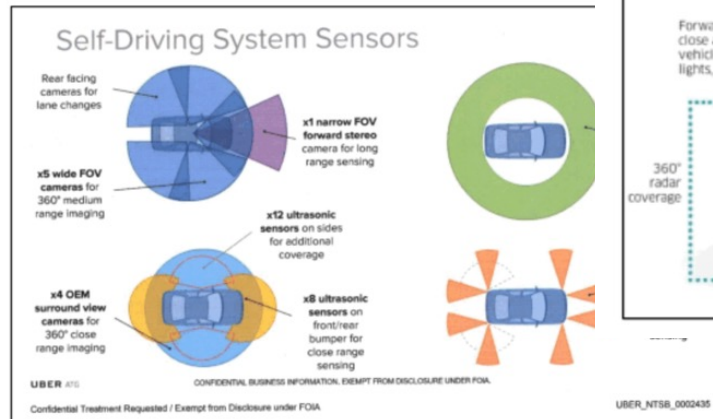 Self-Driving System Sensors
Rear facing
cameras for
lane changes
x1 narrow FOV
forward stereo
camera for long
range sensing
x5 wide FOV
cameras for
360° medium
range imaging
x12 ultrasonic
sensors on sides
for additional
coverage
x4 OEM
surround view
cameras for
360° close
range imaging
x8 ultrasonic
sensors on
front/rear
bumper for
close range
sensing
UBER ATG
CONFIDENTIAL BUSINESS INFORMATION. EXEMPT FROM DISCLOSURE UNDER FOIA.
Confidential Treatment Requested / Exempt from Disclosure under FOIA
close
lights,
360°
radar
coverage
UBER_NTSB_0002435